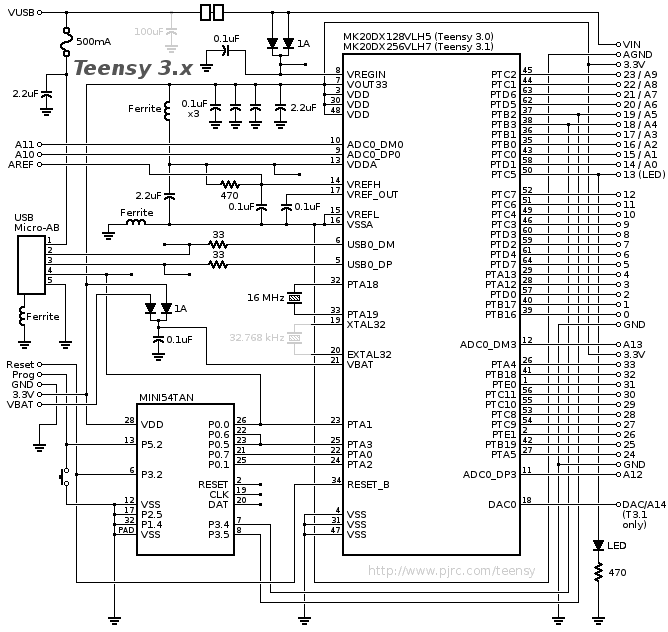 VUSB
500mA
100uF
0.1uF
1A
Teensy 3.x
2.2uF
Ferrite
0.1uF
x3
2.2uF
A11
A10
AREF
2.2uF
470
0.1uF
0.1uF
Ferrite
USB
Micro-AB
1
2
3
4
5
33
33
Ferrite
1A
0.1uF
16 MHz
32.768 kHz
Reset
Prog
GND
3.3V
VBAT
MINI54TAN
28 VDD
13 P5.2
6 P3.2
12 VSS
17 P2.5
32 P1.4
PAD VSS
P0.0 26
P0.6 22
P0.5 23
P0.7 21
P0.1 25
RESET 2
CLK 19
DAT 20
P3.4 7
P3.5 8
MK20DX128VLH5 (Teensy 3.0)
MK20DX256VLH7 (Teensy 3.1)
8 VREGIN
7 VOUT33
3 VDD
30 VDD
48 VDD
10 ADC0_DM0
9 ADC0_DP0
13 VDDA
14 VREFH
17 VREF_OUT
15 VREFL
16 VSSA
6 USB0_DM
5 USB0_DP
32 PTA18
33 PTA19
19 XTAL32
20 EXTAL32
21 VBAT
23 PTA1
25 PTA3
22 PTA0
24 PTA2
34 RESET_B
4 VSS
31 VSS
47 VSS
VIN
AGND
3.3V
PTC2 45 23 / A9
PTC1 44 22 / A8
PTD6 63 21 / A7
PTD5 62 20 / A6
PTB2 37 19 / A5
PTB3 38 18 / A4
PTB1 36 17 / A3
PTB0 35 16 / A2
PTC0 43 15 / A1
PTD1 58 14 / A0
PTC5 50 13 (LED)
PTC7 52 12
PTC6 51 11
PTC4 49 10
PTC3 46 9
PTD3 60 8
PTD2 59 7
PTD4 61 6
PTD7 64 5
PTA13 29 4
PTA12 28 3
PTD0 57 2
PTB17 40 1
PTB16 39 0
GND
ADC0_DM3 12 A13
3.3V
PTA4 26 33
PTB18 41 32
PTE0 1 31
PTC11 56 30
PTC10 55 29
PTC8 53 28
PTC9 54 27
PTE1 2 26
PTB19 42 25
PTA5 27 24
GND
ADC0_DP3 11 A12
DAC0 18 DAC/A14
(T3.1
only)
LED
470
http://www.pjrc.com/teensy